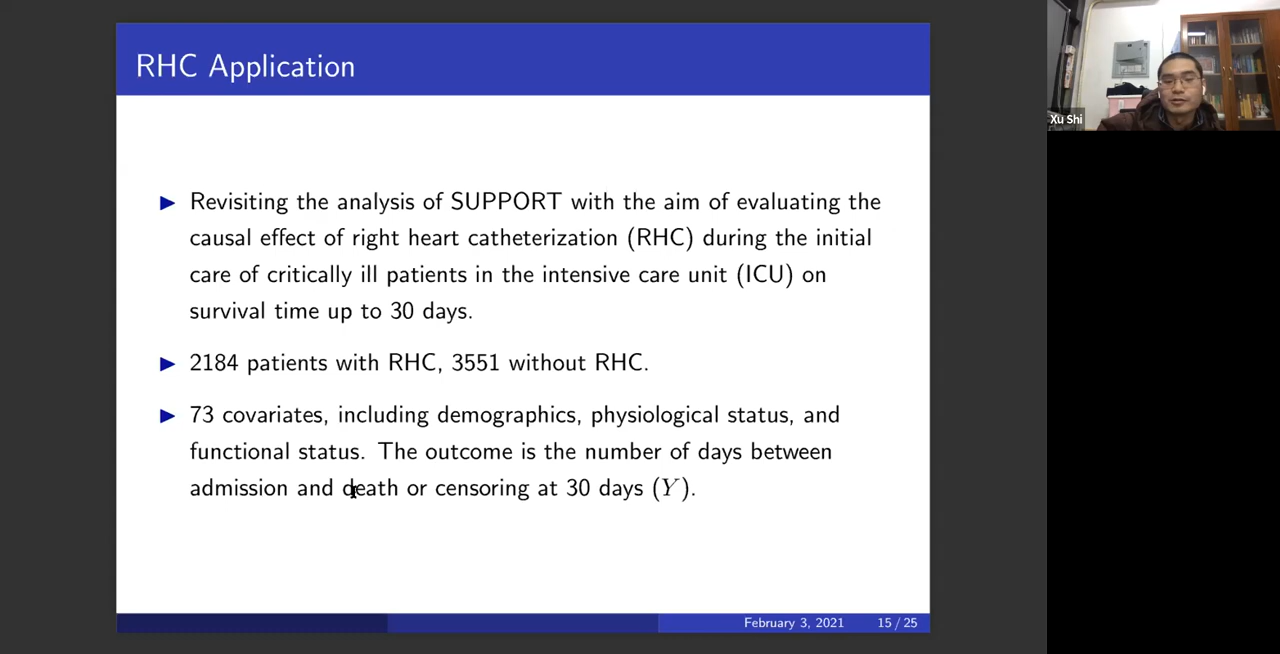 RHC Application
▶ Revisiting the analysis of SUPPORT with the aim of evaluating the
causal effect of right heart catheterization (RHC) during the initial
care of critically ill patients in the intensive care unit (ICU) on
survival time up to 30 days.
▶ 2184 patients with RHC, 3551 without RHC.
▶ 73 covariates, including demographics, physiological status, and
functional status. The outcome is the number of days between
admission and death or censoring at 30 days (Y).
February 3, 2021 15 / 25
Xu Shi